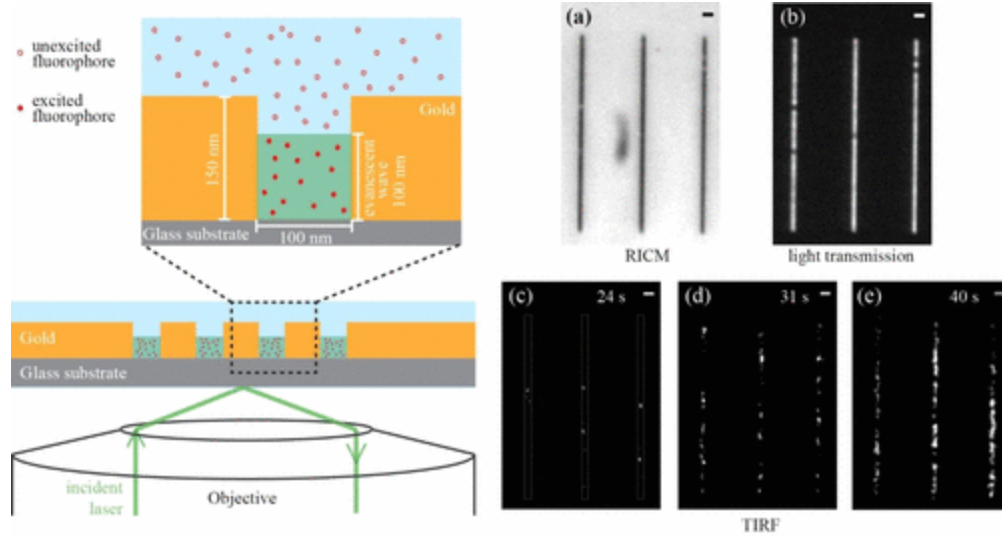 unexcited
fluorophore
excited
fluorophore
Gold
150 nm
evanescent
wave
100 nm
Glass substrate
100 nm
Gold
Glass substrate
incident
laser
Objective
(a)
RICM
(b)
light transmission
(c)
24 s
(d)
31 s
(e)
40 s
TIRF